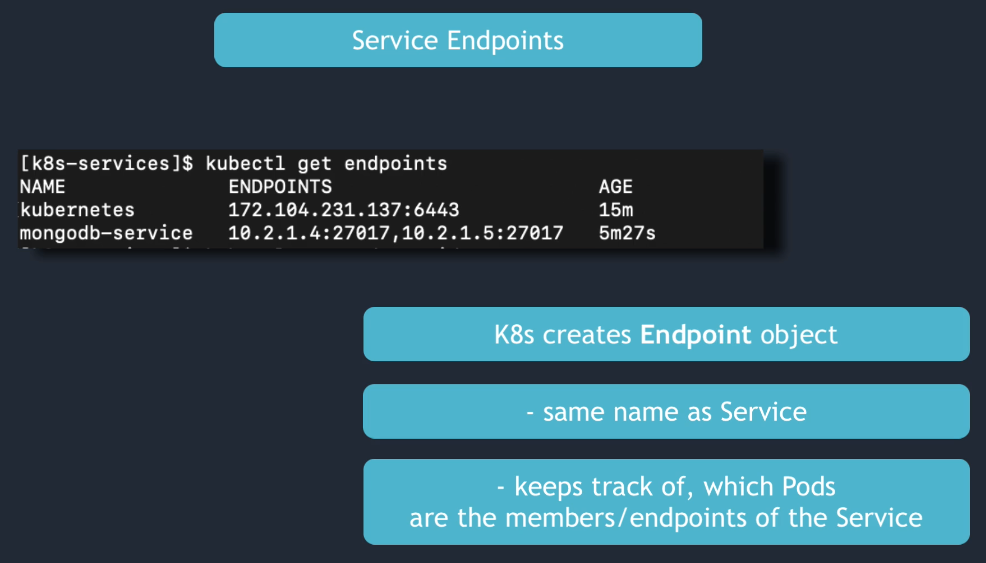 Service Endpoints
[k8s-services]$ kubectl get endpoints
NAME ENDPOINTS AGE
kubernetes 172.104.231.137:6443 15m
mongodb-service 10.2.1.4:27017,10.2.1.5:27017 5m27s
K8s creates Endpoint object
- same name as Service
- keeps track of, which Pods
are the members/endpoints of the Service